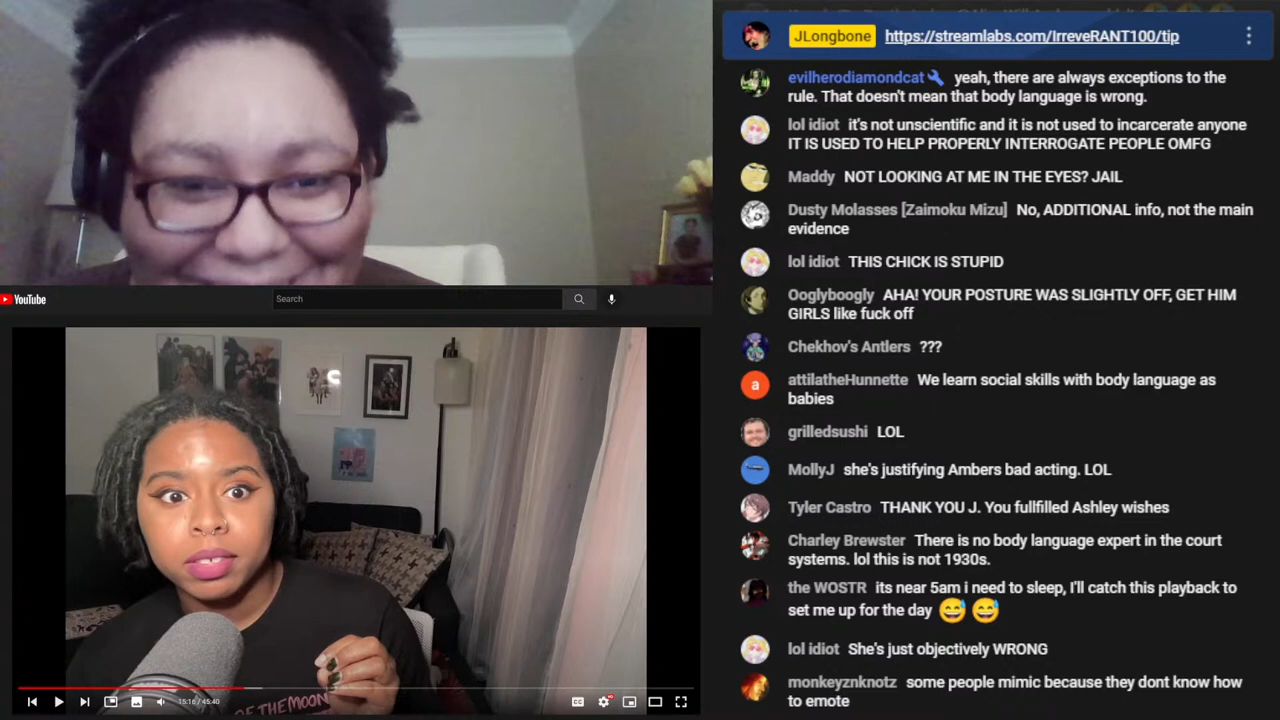 JLongbone https://streamlabs.com/IrreveRANT100/tip
evilherodiamondcat yeah, there are always exceptions to the
rule. That doesn't mean that body language is wrong.
lol idiot it's not unscientific and it is not used to incarcerate anyone
IT IS USED TO HELP PROPERLY INTERROGATE PEOPLE OMFG
Maddy NOT LOOKING AT ME IN THE EYES? JAIL
Dusty Molasses [Zaimoku Mizu] No, ADDITIONAL info, not the main
evidence
lol idiot THIS CHICK IS STUPID
Ooglyboogly AHA! YOUR POSTURE WAS SLIGHTLY OFF, GET HIM
GIRLS like fuck off
Chekhov's Antlers ???
a attilatheHunnette We learn social skills with body language as
babies
grilledsushi LOL
MollyJ she's justifying Ambers bad acting. LOL
Tyler Castro THANK YOU J. You fullfilled Ashley wishes
Charley Brewster There is no body language expert in the court
systems. lol this is not 1930s.
the WOSTR its near 5am i need to sleep, I'll catch this playback to
set me up for the day 😅 😅
lol idiot She's just objectively WRONG
monkeyznknotz some people mimic because they dont know how
to emote
YouTube
Search
OF THE MOON
15:16 / 45:40